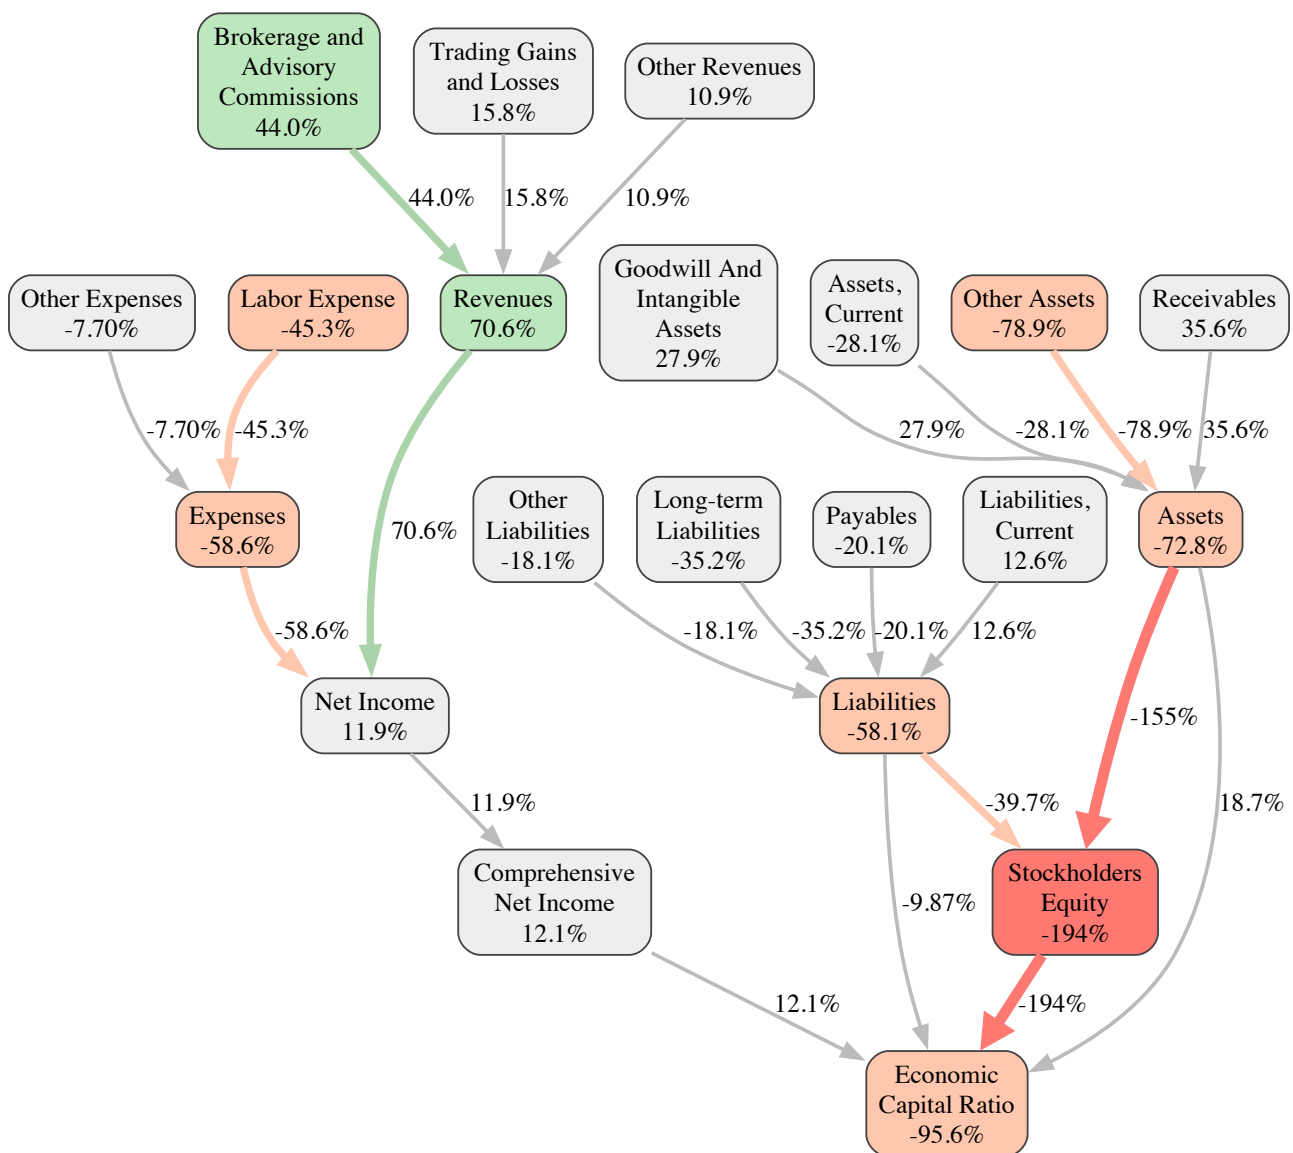 Brokerage and
Advisory
Commissions
44.0%
Trading Gains
and Losses
15.8%
Other Revenues
10.9%
44.0%
15.8%
10.9%
Other Expenses
-7.70%
Labor Expense
-45.3%
Revenues
70.6%
Goodwill And
Intangible
Assets
27.9%
Assets,
Current
-28.1%
Other Assets
-78.9%
Receivables
35.6%
-7.70%
-45.3%
27.9%
-28.1%
-78.9%
35.6%
Expenses
-58.6%
70.6%
Other
Liabilities
-18.1%
Long-term
Liabilities
-35.2%
Payables
-20.1%
Liabilities,
Current
12.6%
Assets
-72.8%
-58.6%
-18.1%
-35.2%
-20.1%
12.6%
Net Income
11.9%
Liabilities
-58.1%
-155%
11.9%
-39.7%
18.7%
Comprehensive
Net Income
12.1%
-9.87%
Stockholders
Equity
-194%
12.1%
-194%
Economic
Capital Ratio
-95.6%